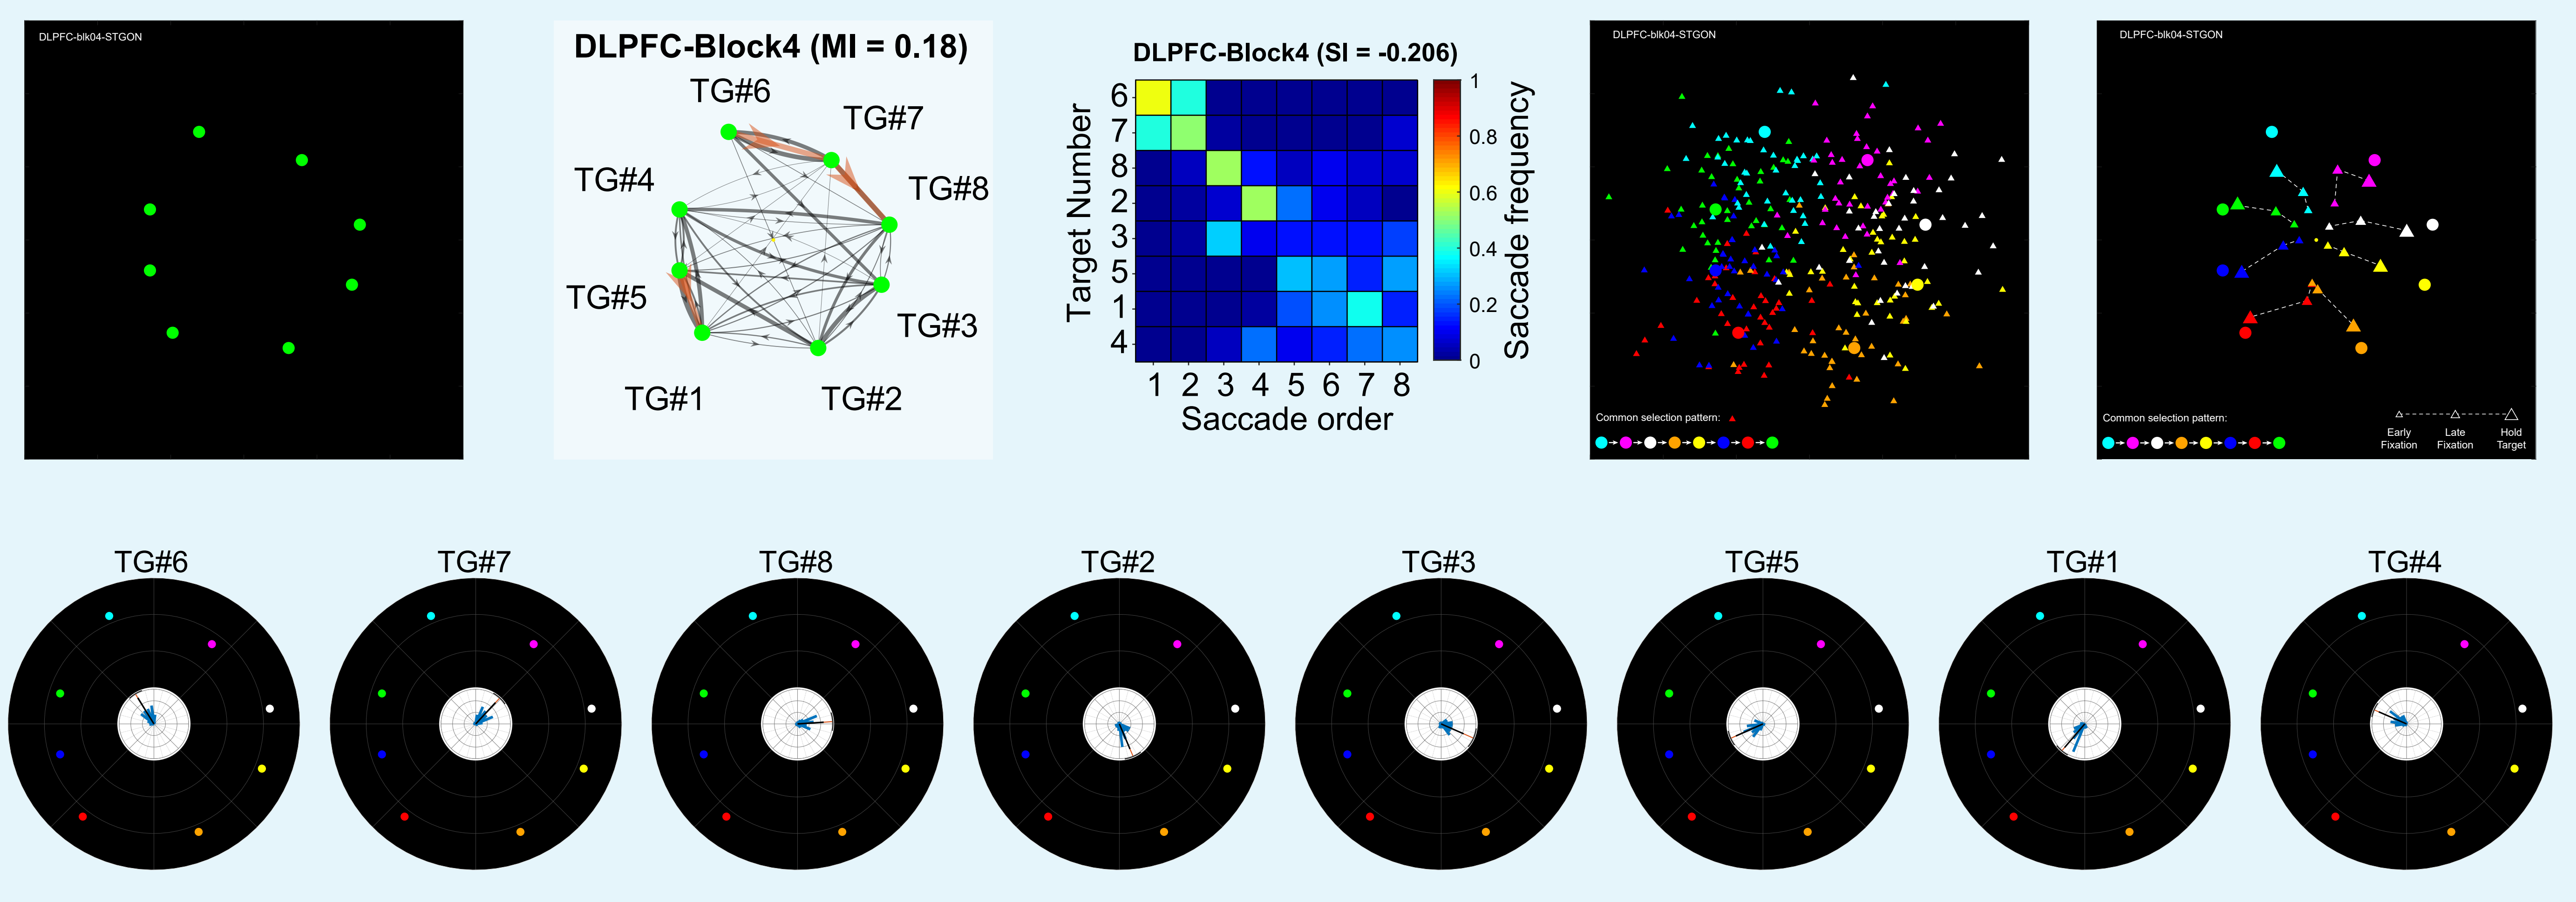 DLPFC-blk04-STGON
DLPFC-Block4 (MI = 0.18)
TG#6
TG#7
TG#4
TG#8
TG#5
TG#3
TG#1
TG#2
DLPFC-Block4 (SI = -0.206)
Target Number
6
7
8
2
3
5
1
4
1 2 3 4 5 6 7 8
Saccade order
1
0.8
0.6
0.4
0.2
0
Saccade frequency
DLPFC-blk04-STGON
Common selection pattern:
DLPFC-blk04-STGON
Common selection pattern:
Early Late Hold
Fixation Fixation Target
TG#6 TG#7 TG#8 TG#2 TG#3 TG#5 TG#1 TG#4